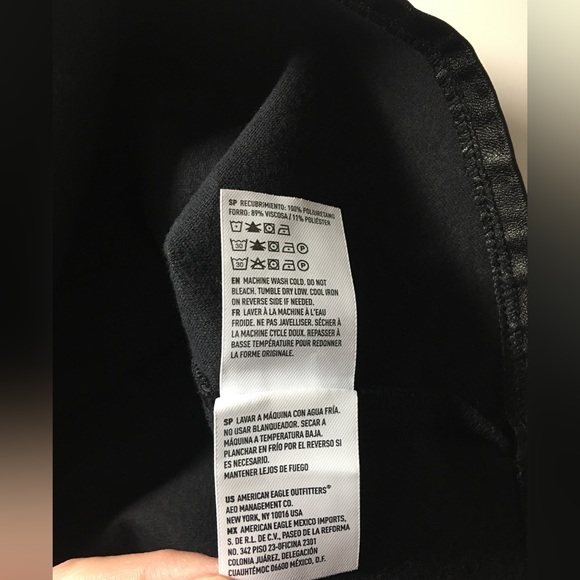 SP RECUBRIMIENTO: 100% POLIURETANO
FORRO: 89% VISCOSA / 11% POLIÉSTER
30 P
30 P
EN MACHINE WASH COLD. DO NOT
BLEACH. TUMBLE DRY LOW. COOL IRON
ON REVERSE SIDE IF NEEDED.
FR LAVER À LA MACHINE À L'EAU
FROIDE. NE PAS JAVELLISER. SÉCHER À
LA MACHINE CYCLE DOUX. REPASSER À
BASSE TEMPÉRATURE POUR REDONNER
LA FORME ORIGINALE.
SP LAVAR A MÁQUINA CON AGUA FRÍA.
NO USAR BLANQUEADOR. SECAR A
MÁQUINA A TEMPERATURA BAJA.
PLANCHAR EN FRÍO POR EL REVERSO SI
ES NECESARIO.
MANTENER LEJOS DE FUEGO
US AMERICAN EAGLE OUTFITTERS®
AEO MANAGEMENT CO.
NEW YORK, NY 10016 USA
MX AMERICAN EAGLE MEXICO IMPORTS,
S. DE R.L. DE C.V., PASEO DE LA REFORMA
NO. 342 PISO 23-OFICINA 2301
COLONIA JUÁREZ, DELEGACIÓN
CUAUHTÉMOC 06600 MÉXICO, D.F.